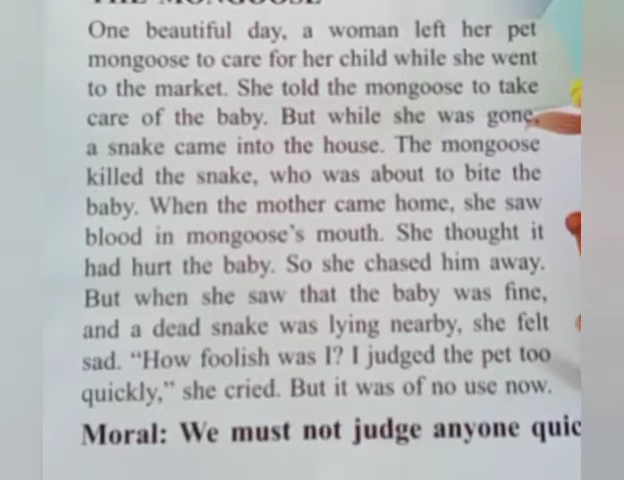 THE MONGOOSE
One beautiful day, a woman left her pet
mongoose to care for her child while she went
to the market. She told the mongoose to take
care of the baby. But while she was gone,
a snake came into the house. The mongoose
killed the snake, who was about to bite the
baby. When the mother came home, she saw
blood in mongoose's mouth. She thought it
had hurt the baby. So she chased him away.
But when she saw that the baby was fine,
and a dead snake was lying nearby, she felt
sad. “How foolish was I? I judged the pet too
quickly,” she cried. But it was of no use now.
Moral: We must not judge anyone quic